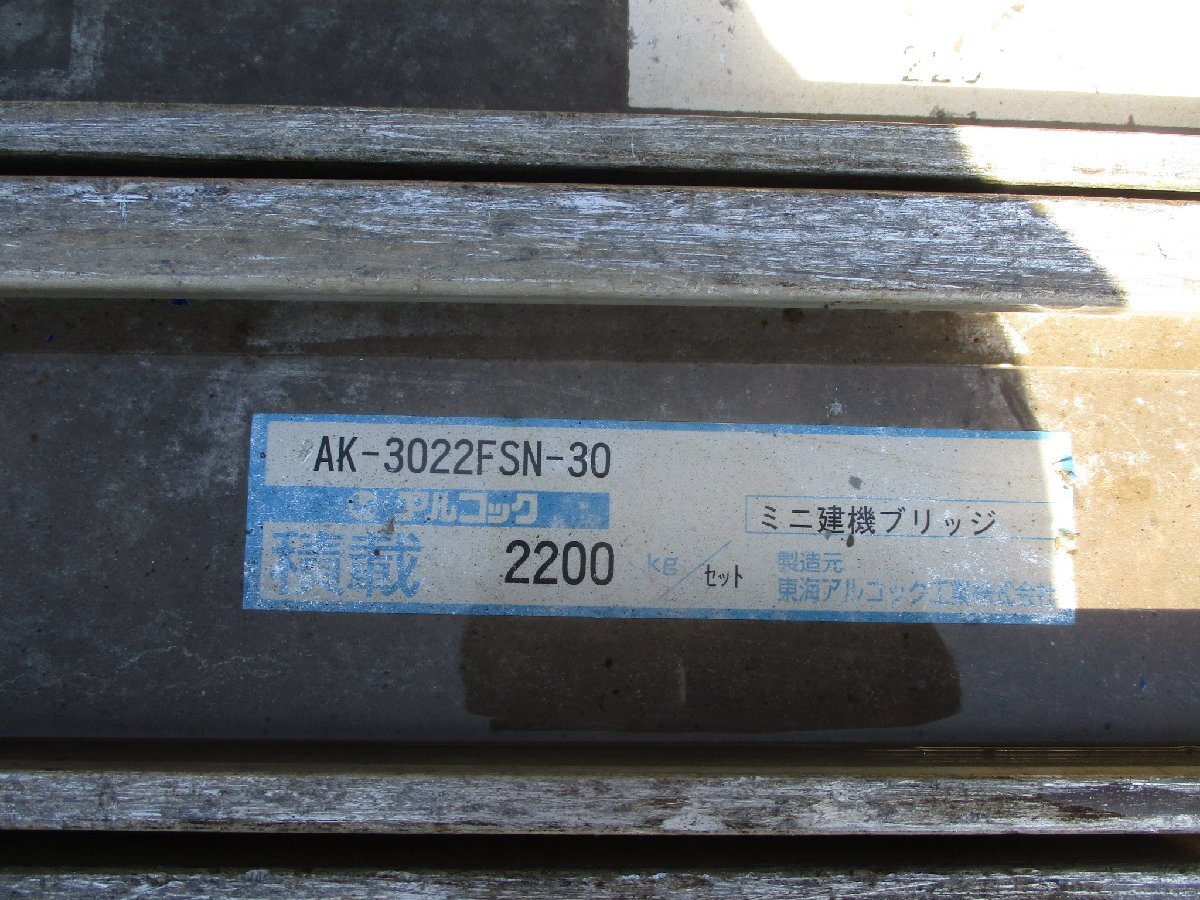 AK-3022FSN-30
アルコック
積載 2200 kg/セット
ミニ建機ブリッジ
製造元
東海アルコック工業株式会社